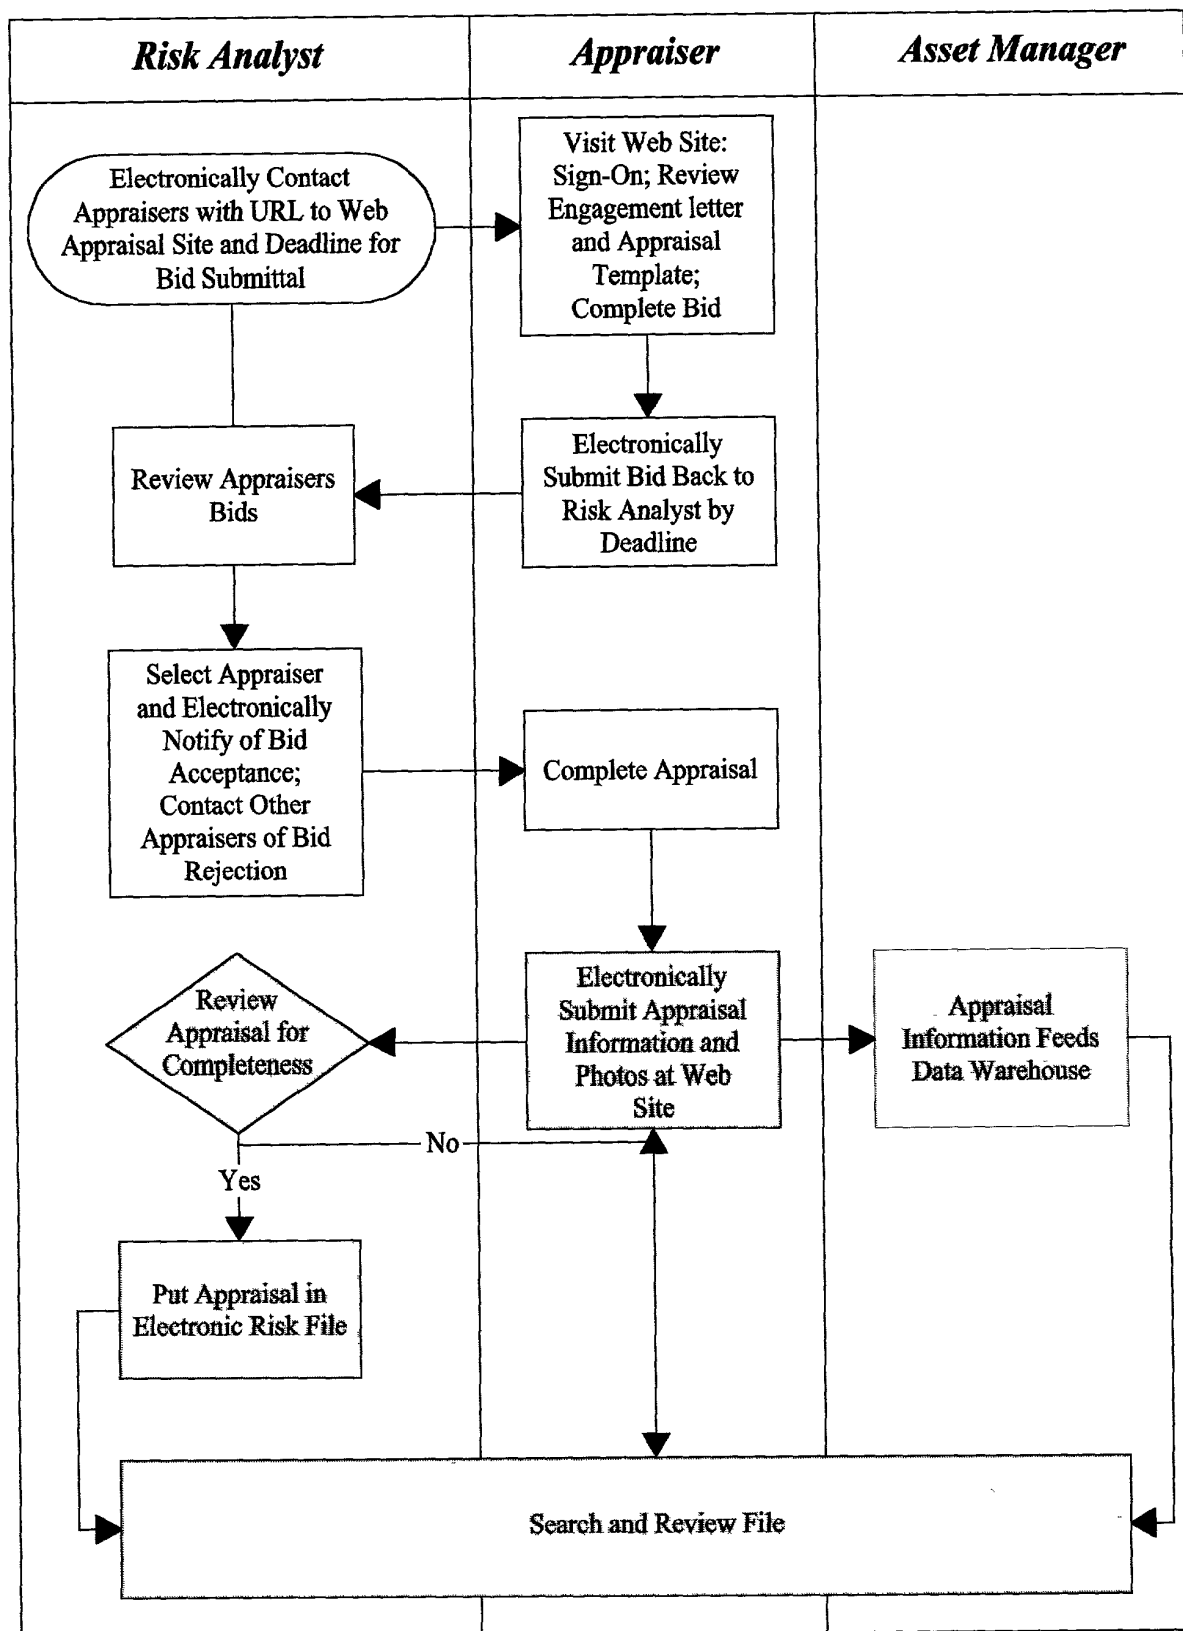 Risk Analyst
Appraiser
Asset Manager
Electronically Contact
Appraisers with URL to Web
Appraisal Site and Deadline for
Bid Submittal
Visit Web Site:
Sign-On; Review
Engagement letter
and Appraisal
Template;
Complete Bid
Review Appraisers
Bids
Electronically
Submit Bid Back to
Risk Analyst by
Deadline
Select Appraiser
and Electronically
Notify of Bid
Acceptance;
Contact Other
Appraisers of Bid
Rejection
Complete Appraisal
Review
Appraisal for
Completeness
Electronically
Submit Appraisal
Information and
Photos at Web
Site
Appraisal
Information Feeds
Data Warehouse
No
Yes
Put Appraisal in
Electronic Risk File
Search and Review File